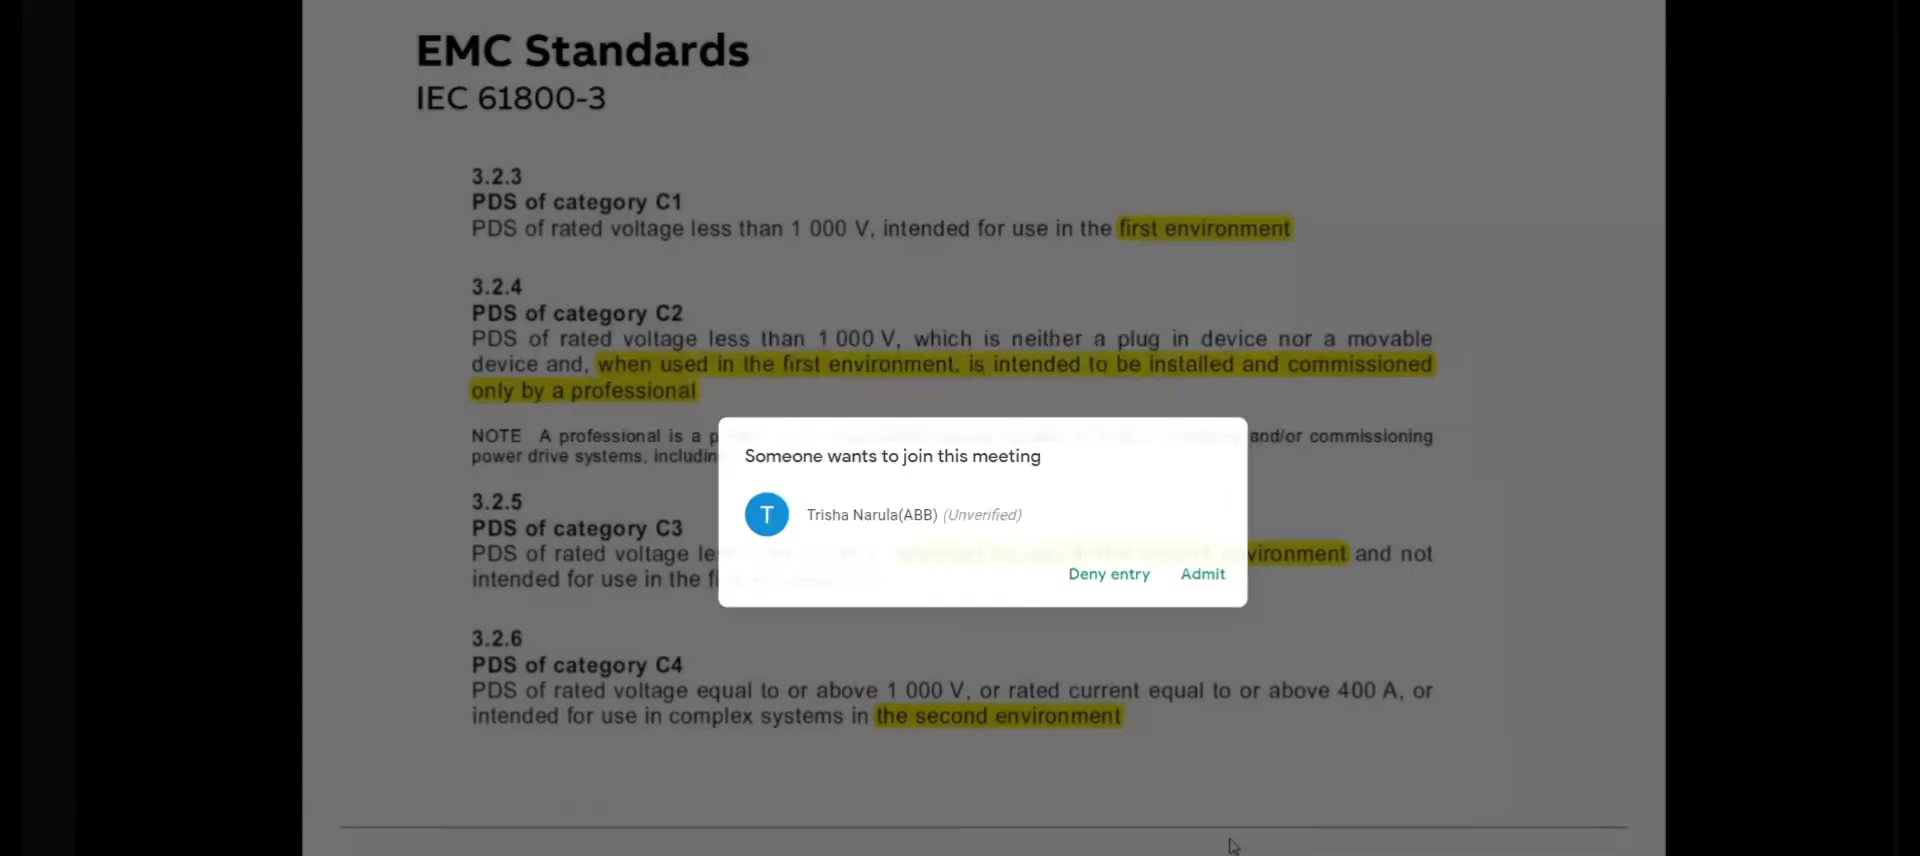 EMC Standards
IEC 61800-3
3.2.3
PDS of category C1
PDS of rated voltage less than 1 000 V, intended for use in the first environment
3.2.4
PDS of category C2
PDS of rated voltage less than 1 000 V, which is neither a plug in device nor a movable
device and, when used in the first environment, is intended to be installed and commissioned
only by a professional
NOTE A professional is a and/or commissioning
power drive systems, including
3.2.5
PDS of category C3
PDS of rated voltage and not
intended for use in the
3.2.6
PDS of category C4
PDS of rated voltage equal to or above 1 000 V, or rated current equal to or above 400 A, or
intended for use in complex systems in the second environment
Someone wants to join this meeting
T
Trisha Narula(ABB) (Unverified)
Deny entry Admit